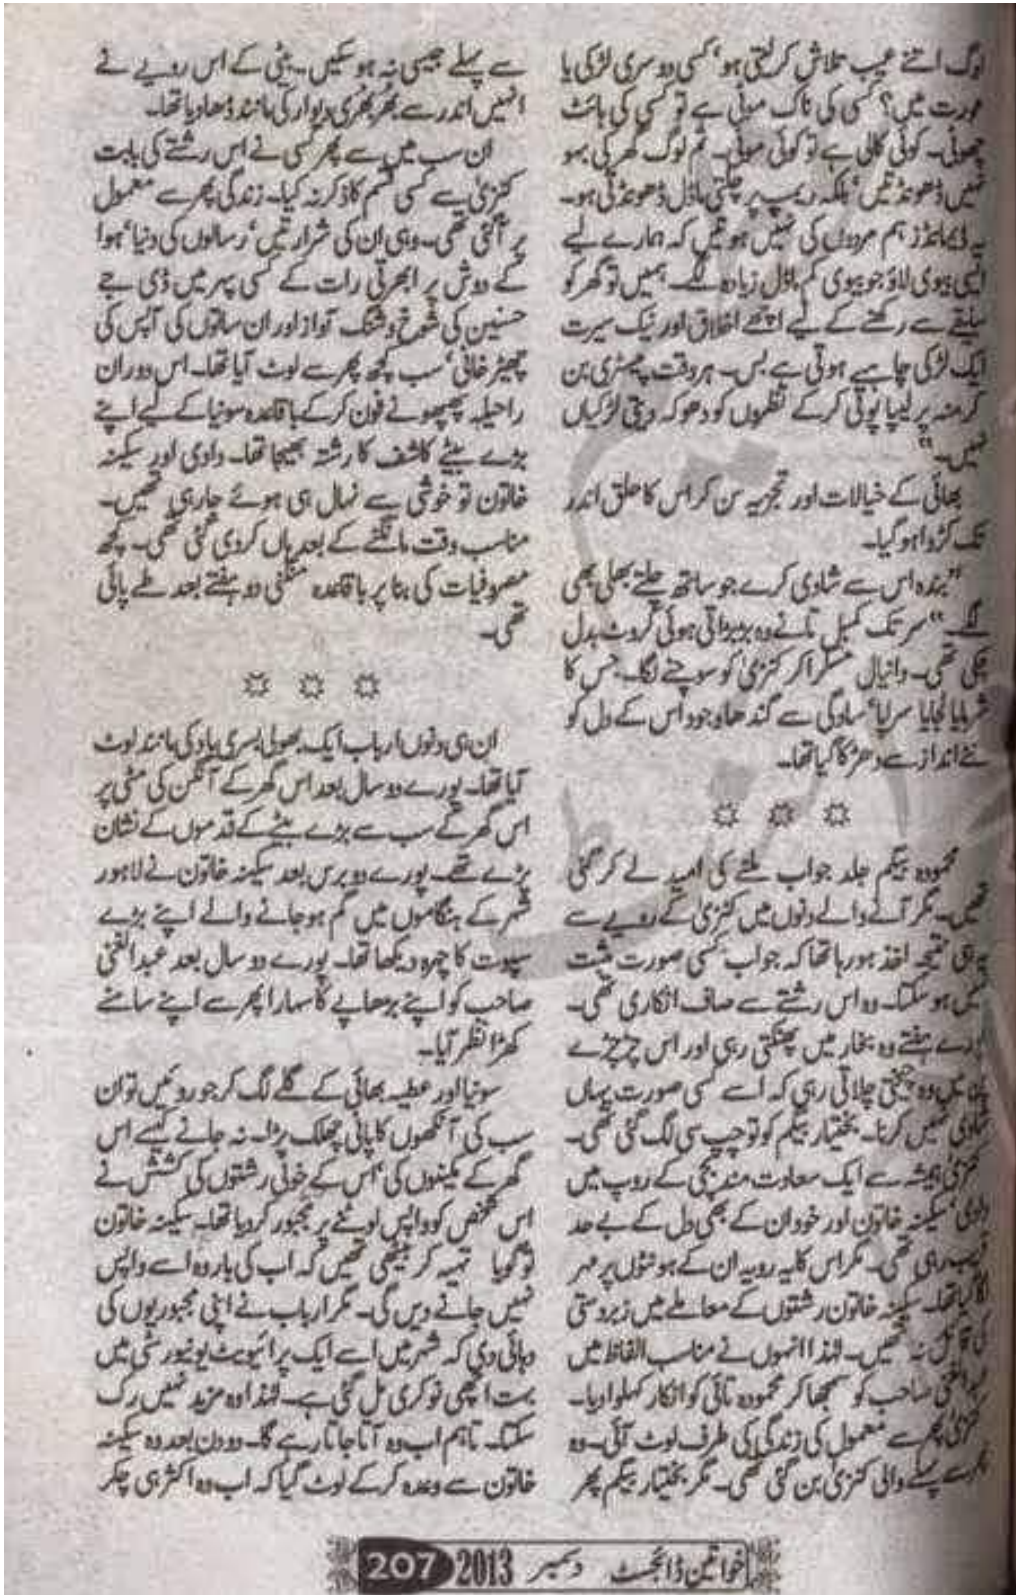 لوگ اتنے عیب تلاش کر لیتی ہو، کسی دوسری لڑکی یا
عورت میں؟ کسی کی ناک موٹی ہے تو کسی کی ہائٹ
چھوٹی۔ کوئی کالی ہے تو کوئی موٹی۔ تم لوگ گھر کی بہو
نہیں ڈھونڈتیں، بلکہ ریمپ پر چلتی ماڈل ڈھونڈتی ہو۔
یہ ڈیمانڈز ہم مردوں کی نہیں ہوتیں کہ ہمارے لیے
ایسی بیوی لاؤ جو بیوی کم ماڈل زیادہ لگے۔ ہمیں تو گھر کو
سلیقے سے رکھنے کے لیے اچھے اخلاق اور نیک سیرت
ایک لڑکی چاہیے ہوتی ہے بس۔ ہر وقت پیسٹری بن
کر منہ پر لیپا پوتی کرکے نظروں کو دھوکہ دیتی لڑکیاں
نہیں۔"
بھائی کے خیالات اور تجزیہ سن کر اس کا حلق اندر
تک کڑوا ہو گیا۔
"بندہ اس سے شادی کرے جو ساتھ چلتے بھلی بھی
لگے۔" سر تک کمبل تانے وہ بڑبڑاتی ہوئی کروٹ بدل
چکی تھی۔ دانیال مسکرا کر کنزیٰ کو سوچنے لگا۔ جس کا
شرمایا لجایا سراپا، سادگی سے گندھا وجود اس کے دل کو
نئے انداز سے دھڑکا گیا تھا۔
☼ ☼ ☼
محمودہ بیگم جلد جواب ملنے کی امید لے کر گئی
تھیں۔ مگر آنے والے دنوں میں کنزیٰ کے رویے سے
یہ ہی نتیجہ اخذ ہو رہا تھا کہ جواب کسی صورت مثبت
نہیں ہو سکتا۔ وہ اس رشتے سے صاف انکاری تھی۔
پورے ہفتے وہ بخار میں پھنکتی رہی اور اس چڑچڑے
پن میں وہ چیختی چلاتی رہی کہ اسے کسی صورت یہاں
شادی نہیں کرنا۔ بختیار بیگم کو تو چپ سی لگ گئی تھی۔
کنزیٰ ہمیشہ سے ایک سعادت مند بچی کے روپ میں
دادی، سکینہ خاتون اور خود ان کے بھی دل کے بے حد
قریب رہی تھی۔ مگر اس کا یہ رویہ ان کے ہونٹوں پر مہر
لگا گیا تھا۔ سکینہ خاتون رشتوں کے معاملے میں زبردستی
کی قائل نہ تھیں۔ لہٰذا انہوں نے مناسب الفاظ میں
عبدالغنی صاحب کو سمجھا کر محمودہ تائی کو انکار کہلوا دیا۔
کنزیٰ پھر سے معمول کی زندگی کی طرف لوٹ آئی۔ وہ
پھر سے پہلے والی کنزیٰ بن گئی تھی۔ مگر بختیار بیگم پھر
سے پہلے جیسی نہ ہو سکیں۔ بیٹی کے اس رویے نے
انہیں اندر سے بھربھری دیوار کی مانند ڈھا دیا تھا۔
ان سب میں سے پھر کسی نے اس رشتے کی بابت
کنزیٰ سے کسی قسم کا ذکر نہ کیا۔ زندگی پھر سے معمول
پر آ گئی تھی۔ وہی ان کی شرارتیں، رسالوں کی دنیا، ہوا
کے دوش پر ابھرتی رات کے کسی پہر میں ڈی جے
حسنین کی شوخ و شنگ آواز اور ان ساتوں کی آپس کی
چھیڑ خانی، سب کچھ پھر سے لوٹ آیا تھا۔ اس دوران
راحیلہ پھپھو نے فون کرکے باقاعدہ سونیا کے لیے اپنے
بڑے بیٹے کاشف کا رشتہ بھیجا تھا۔ دادی اور سکینہ
خاتون تو خوشی سے نہال ہی ہوئے جا رہی تھیں۔
مناسب وقت مانگنے کے بعد ہاں کردی گئی تھی۔ کچھ
مصروفیات کی بنا پر باقاعدہ منگنی دو ہفتے بعد طے پائی
تھی۔
☼ ☼ ☼
ان ہی دنوں ارباب ایک بھولی بسری یاد کی مانند لوٹ
آیا تھا۔ پورے دو سال بعد اس گھر کے آنگن کی مٹی پر
اس گھر کے سب سے بڑے بیٹے کے قدموں کے نشان
پڑے تھے۔ پورے دو برس بعد سکینہ خاتون نے لاہور
شہر کے ہنگاموں میں گم ہو جانے والے اپنے بڑے
سپوت کا چہرہ دیکھا تھا۔ پورے دو سال بعد عبدالغنی
صاحب کو اپنے بڑھاپے کا سہارا پھر سے اپنے سامنے
کھڑا نظر آیا۔
سونیا اور عطیہ بھائی کے گلے لگ کر جو روئیں تو ان
سب کی آنکھوں کا پانی چھلک پڑا۔ نہ جانے کیسے اس
گھر کے مکینوں کی، اس کے خونی رشتوں کی کشش نے
اس شخص کو واپس لوٹنے پر مجبور کر دیا تھا۔ سکینہ خاتون
تو گویا تہیہ کر بیٹھی تھیں کہ اب کی بار وہ اسے واپس
نہیں جانے دیں گی۔ مگر ارباب نے اپنی مجبوریوں کی
دہائی دی کہ شہر میں اسے ایک پرائیویٹ یونیورسٹی میں
بہت اچھی نوکری مل گئی ہے۔ لہٰذا وہ مزید نہیں رک
سکتا۔ تاہم اب وہ آتا جاتا رہے گا۔ دو دن بعد وہ سکینہ
خاتون سے وعدہ کرکے لوٹ گیا کہ اب وہ اکثر ہی چکر
خواتین ڈائجسٹ دسمبر 2013 207